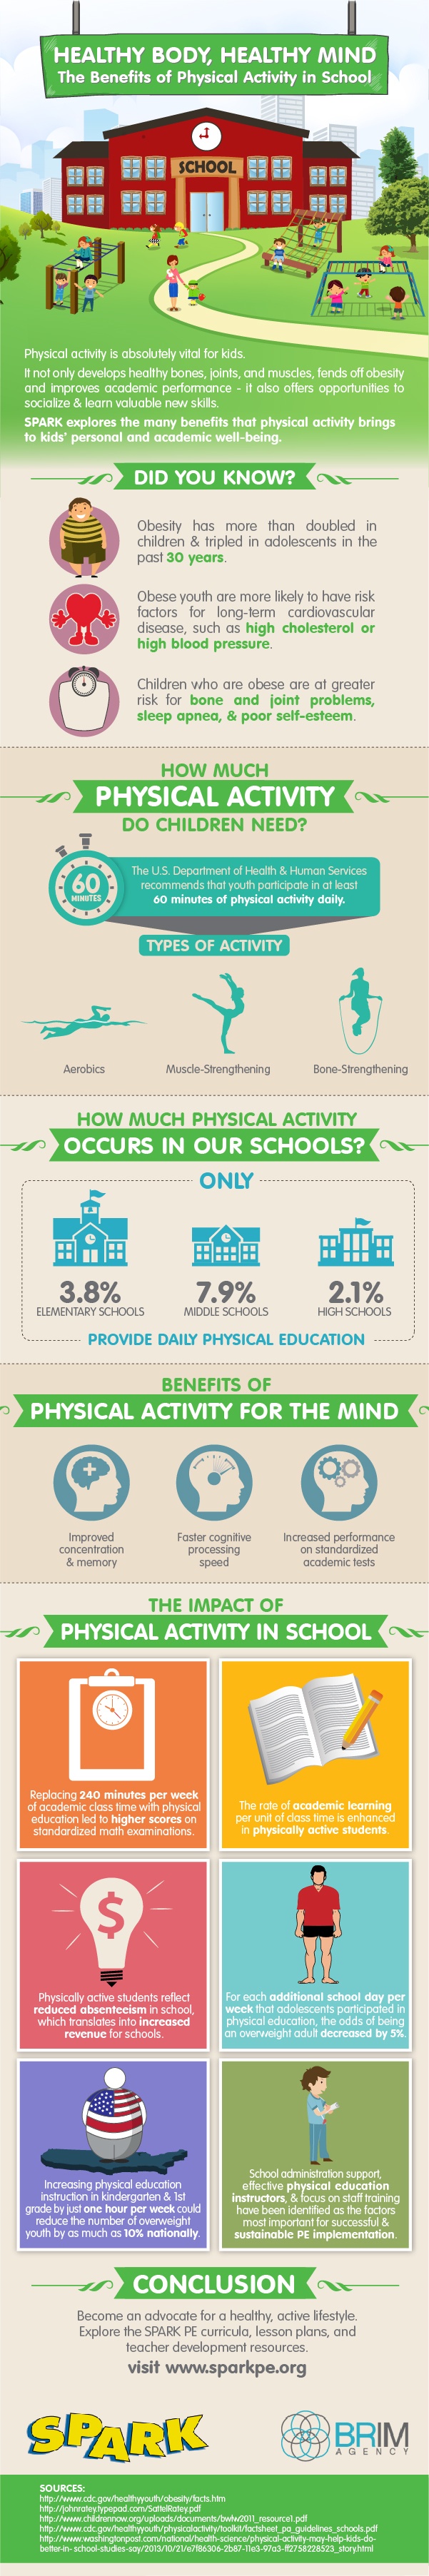 HEALTHY BODY, HEALTHY MIND
The Benefits of Physical Activity in School
SCHOOL
Physical activity is absolutely vital for kids.
It not only develops healthy bones, joints, and muscles, fends off obesity
and improves academic performance - it also offers opportunities to
socialize & learn valuable new skills.
SPARK explores the many benefits that physical activity brings
to kids' personal and academic well-being.
DID YOU KNOW?
Obesity has more than doubled in
children & tripled in adolescents in the
past 30 years.
Obese youth are more likely to have risk
factors for long-term cardiovascular
disease, such as high cholesterol or
high blood pressure.
Children who are obese are at greater
risk for bone and joint problems,
sleep apnea, & poor self-esteem.
HOW MUCH
PHYSICAL ACTIVITY
DO CHILDREN NEED?
60
MINUTES
The U.S. Department of Health & Human Services
recommends that youth participate in at least
60 minutes of physical activity daily.
TYPES OF ACTIVITY
Aerobics
Muscle-Strengthening
Bone-Strengthening
HOW MUCH PHYSICAL ACTIVITY
OCCURS IN OUR SCHOOLS?
ONLY
3.8%
ELEMENTARY SCHOOLS
7.9%
MIDDLE SCHOOLS
2.1%
HIGH SCHOOLS
PROVIDE DAILY PHYSICAL EDUCATION
BENEFITS OF
PHYSICAL ACTIVITY FOR THE MIND
Improved
concentration
& memory
Faster cognitive
processing
speed
Increased performance
on standardized
academic tests
THE IMPACT OF
PHYSICAL ACTIVITY IN SCHOOL
Replacing 240 minutes per week
of academic class time with physical
education led to higher scores on
standardized math examinations.
The rate of academic learning
per unit of class time is enhanced
in physically active students.
$
Physically active students reflect
reduced absenteeism in school,
which translates into increased
revenue for schools.
For each additional school day per
week that adolescents participated in
physical education, the odds of being
an overweight adult decreased by 5%.
Increasing physical education
instruction in kindergarten & 1st
grade by just one hour per week could
reduce the number of overweight
youth by as much as 10% nationally.
School administration support,
effective physical education
instructors, & focus on staff training
have been identified as the factors
most important for successful &
sustainable PE implementation.
CONCLUSION
Become an advocate for a healthy, active lifestyle.
Explore the SPARK PE curricula, lesson plans, and
teacher development resources.
visit www.sparkpe.org
SPARK
BRIM
AGENCY
SOURCES:
http://www.cdc.gov/healthyyouth/obesity/facts.htm
http://johnratey.typepad.com/SattelRatey.pdf
http://www.childrennow.org/uploads/documents/bwlw2011_resource1.pdf
http://www.cdc.gov/healthyyouth/physicalactivity/toolkit/factsheet_pa_guidelines_schools.pdf
http://www.washingtonpost.com/national/health-science/physical-activity-may-help-kids-do-
better-in-school-studies-say/2013/10/21/e7f86306-2b87-11e3-97a3-ff2758228523_story.html